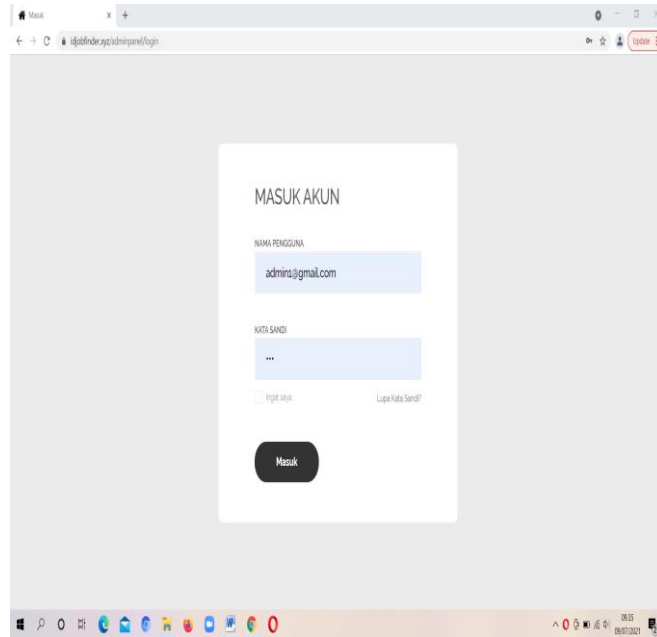 Masuk
idjobfinder.xyz/adminpanel/login
Update
MASUK AKUN
NAMA PENGGUNA
admin1@gmail.com
KATA SANDI
Ingat saya
Lupa Kata Sandi?
Masuk
09.35
09/07/2021